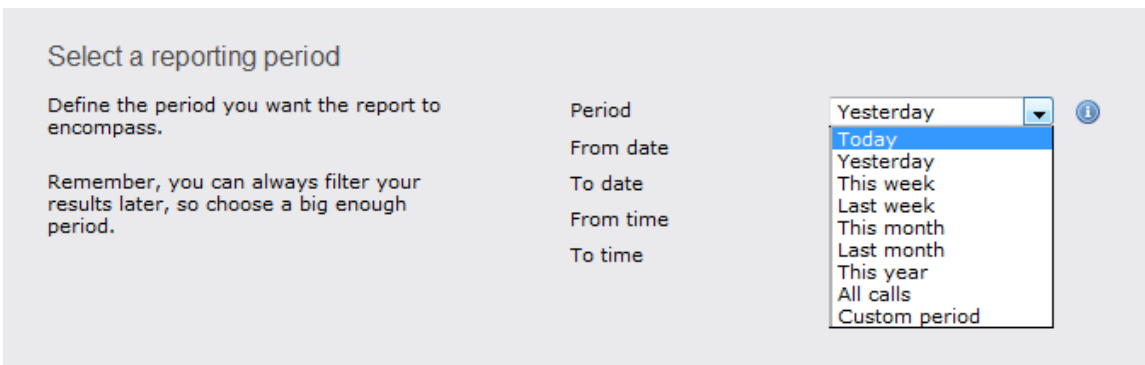 Select a reporting period
Define the period you want the report to
encompass.
Remember, you can always filter your
results later, so choose a big enough
period.
Period
From date
To date
From time
To time
Yesterday
Today
Yesterday
This week
Last week
This month
Last month
This year
All calls
Custom period